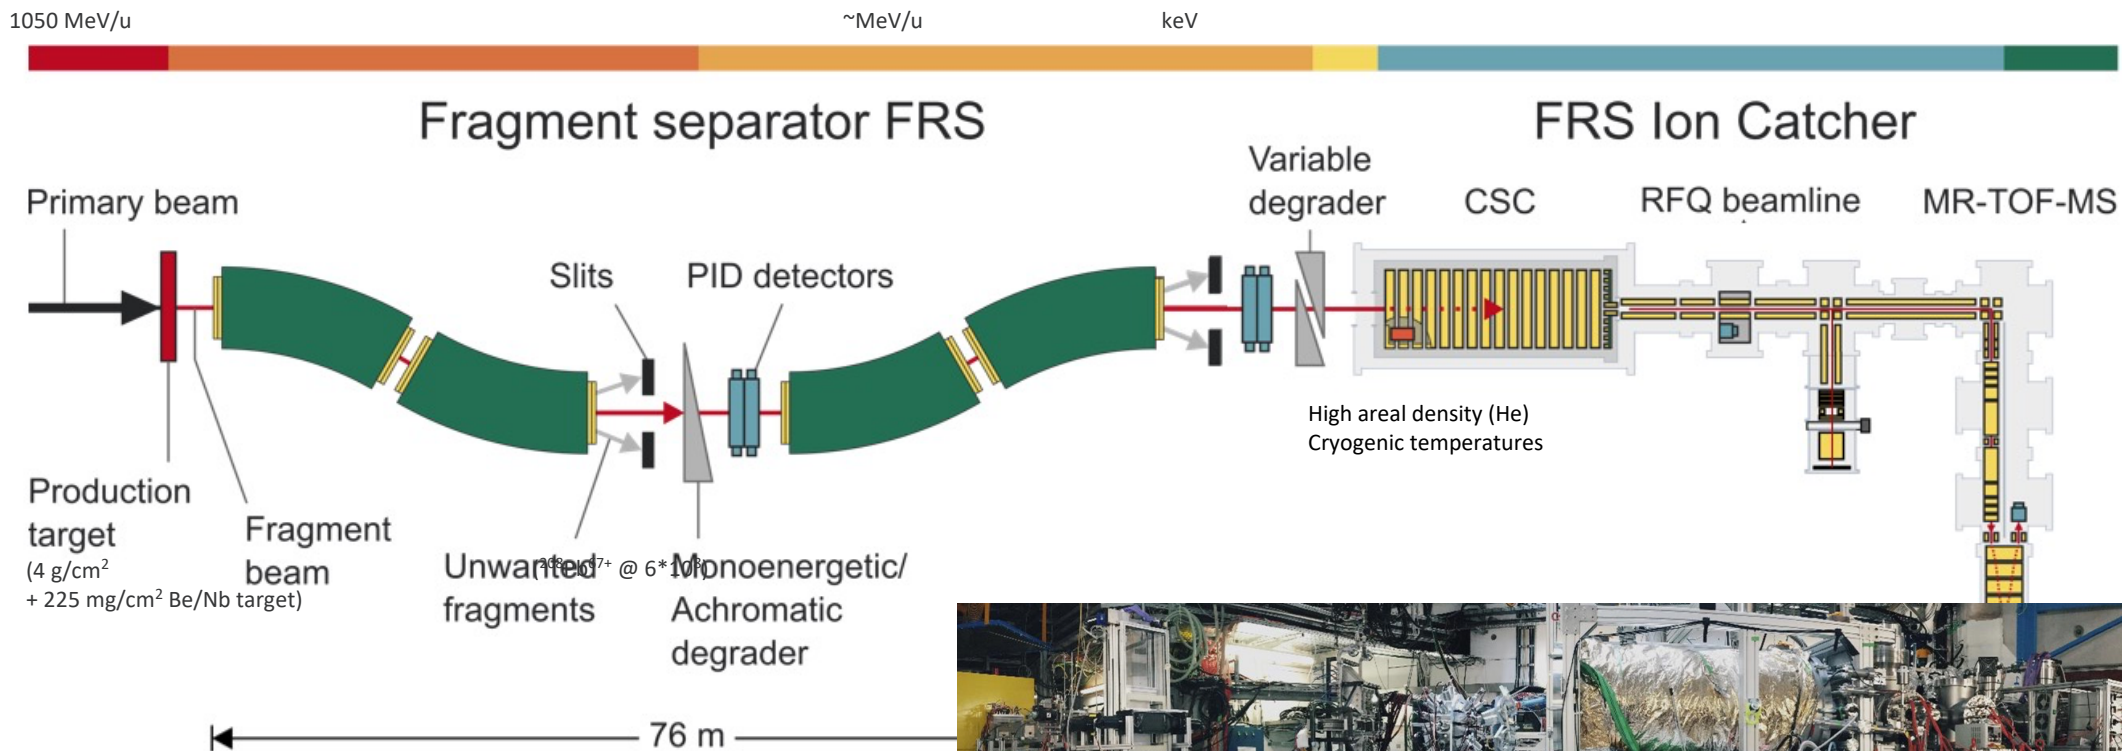 1050 MeV/u
~MeV/u
keV
Fragment separator FRS
FRS Ion Catcher
Primary beam
Variable
degrader
CSC
RFQ beamline
MR-TOF-MS
Slits
PID detectors
High areal density (He)
Cryogenic temperatures
Production
target
(4 g/cm²
+ 225 mg/cm² Be/Nb target)
Fragment
beam
Unwanted
fragments
Monoenergetic/
Achromatic
degrader
76 m